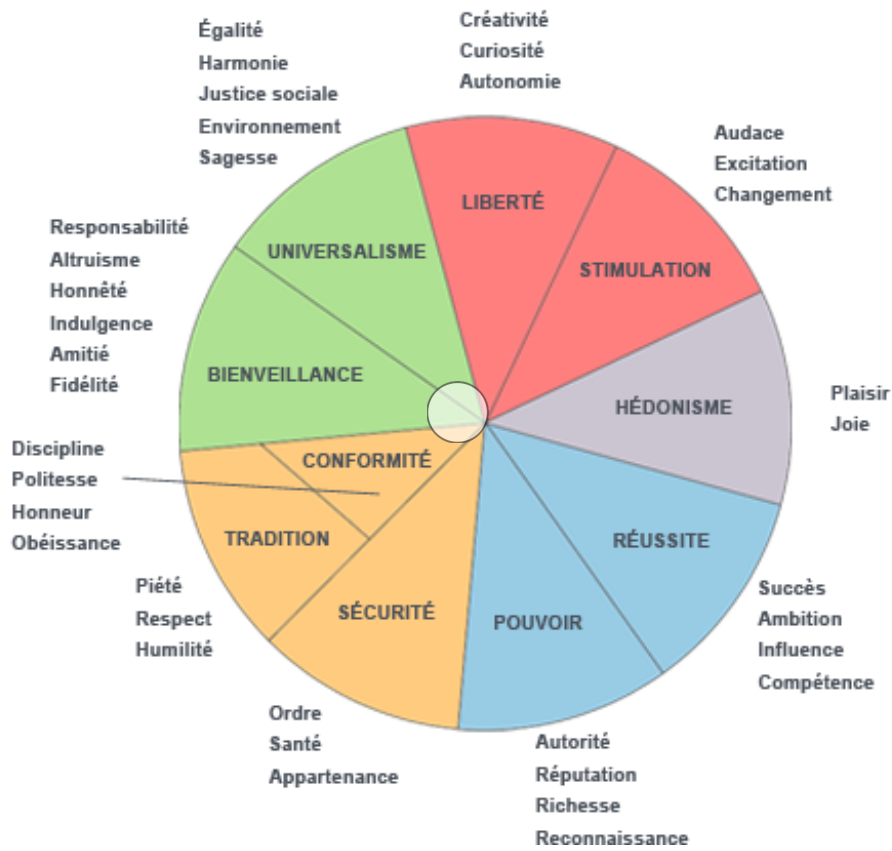 Créativité
Curiosité
Autonomie
Égalité
Harmonie
Justice sociale
Environnement
Sagesse
Audace
Excitation
Changement
LIBERTÉ
STIMULATION
UNIVERSALISME
Responsabilité
Altruisme
Honnêté
Indulgence
Amitié
Fidélité
BIENVEILLANCE
HÉDONISME
Plaisir
Joie
Discipline
Politesse
Honneur
Obéissance
CONFORMITÉ
TRADITION
RÉUSSITE
Piété
Respect
Humilité
SÉCURITÉ
POUVOIR
Succès
Ambition
Influence
Compétence
Ordre
Santé
Appartenance
Autorité
Réputation
Richesse
Reconnaissance